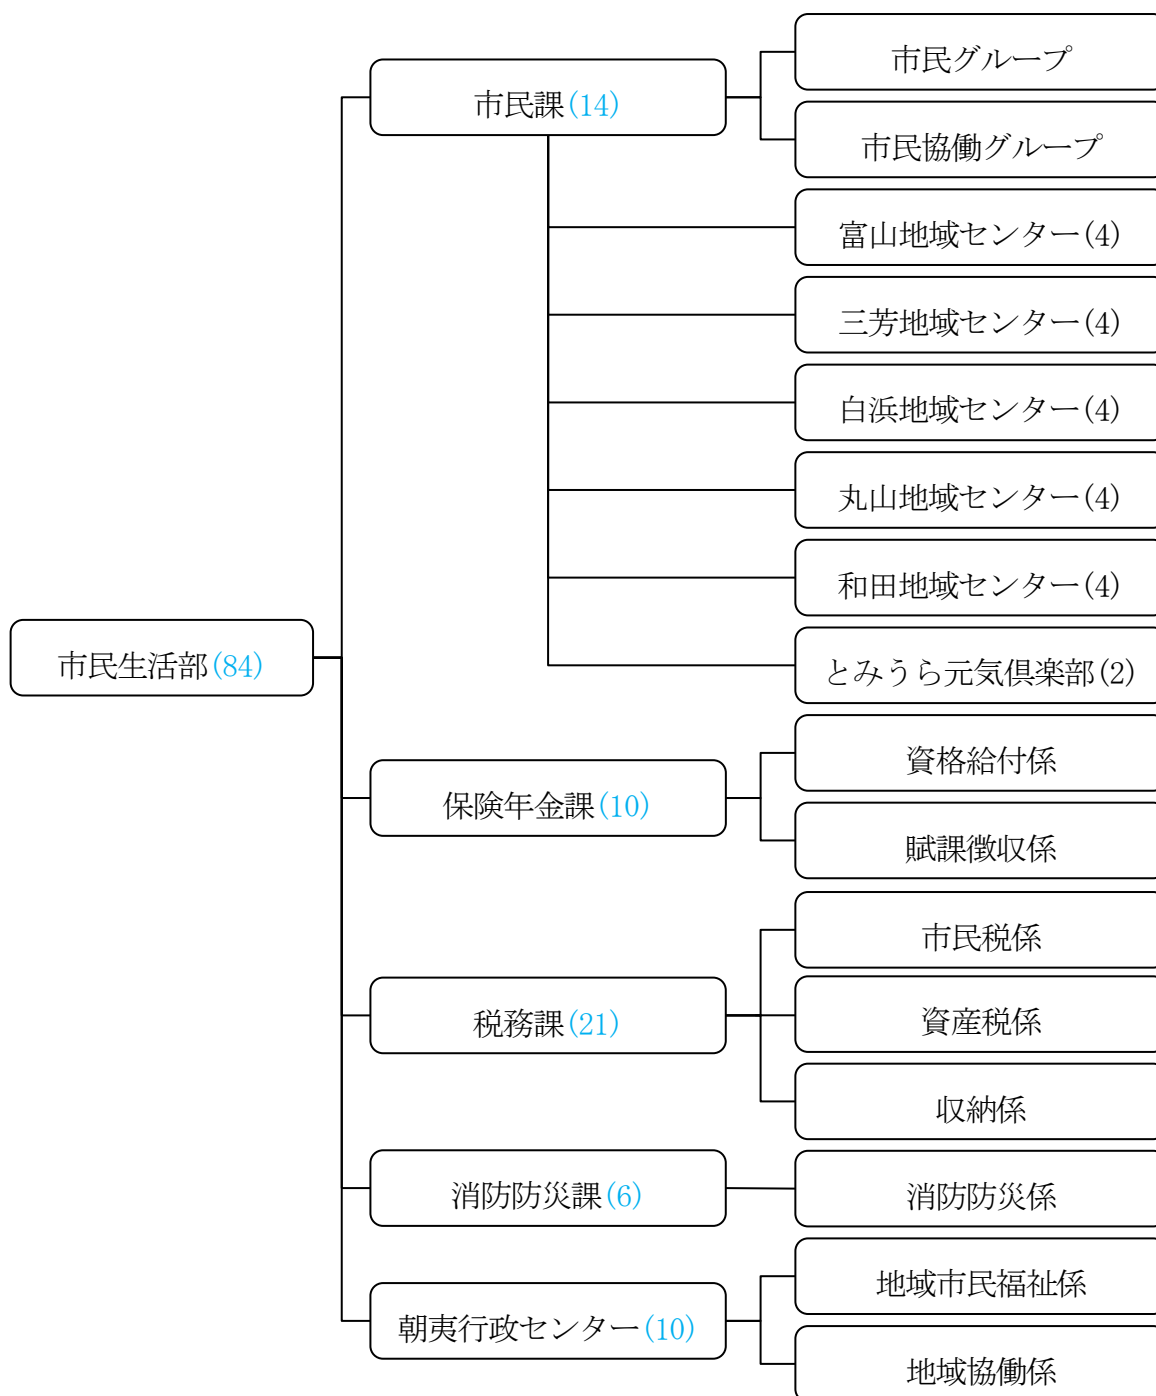 市民生活部(84)
市民課(14)
市民グループ
市民協働グループ
富山地域センター(4)
三芳地域センター(4)
白浜地域センター(4)
丸山地域センター(4)
和田地域センター(4)
とみうら元気倶楽部(2)
保険年金課(10)
資格給付係
賦課徴収係
税務課(21)
市民税係
資産税係
収納係
消防防災課(6)
消防防災係
朝夷行政センター(10)
地域市民福祉係
地域協働係